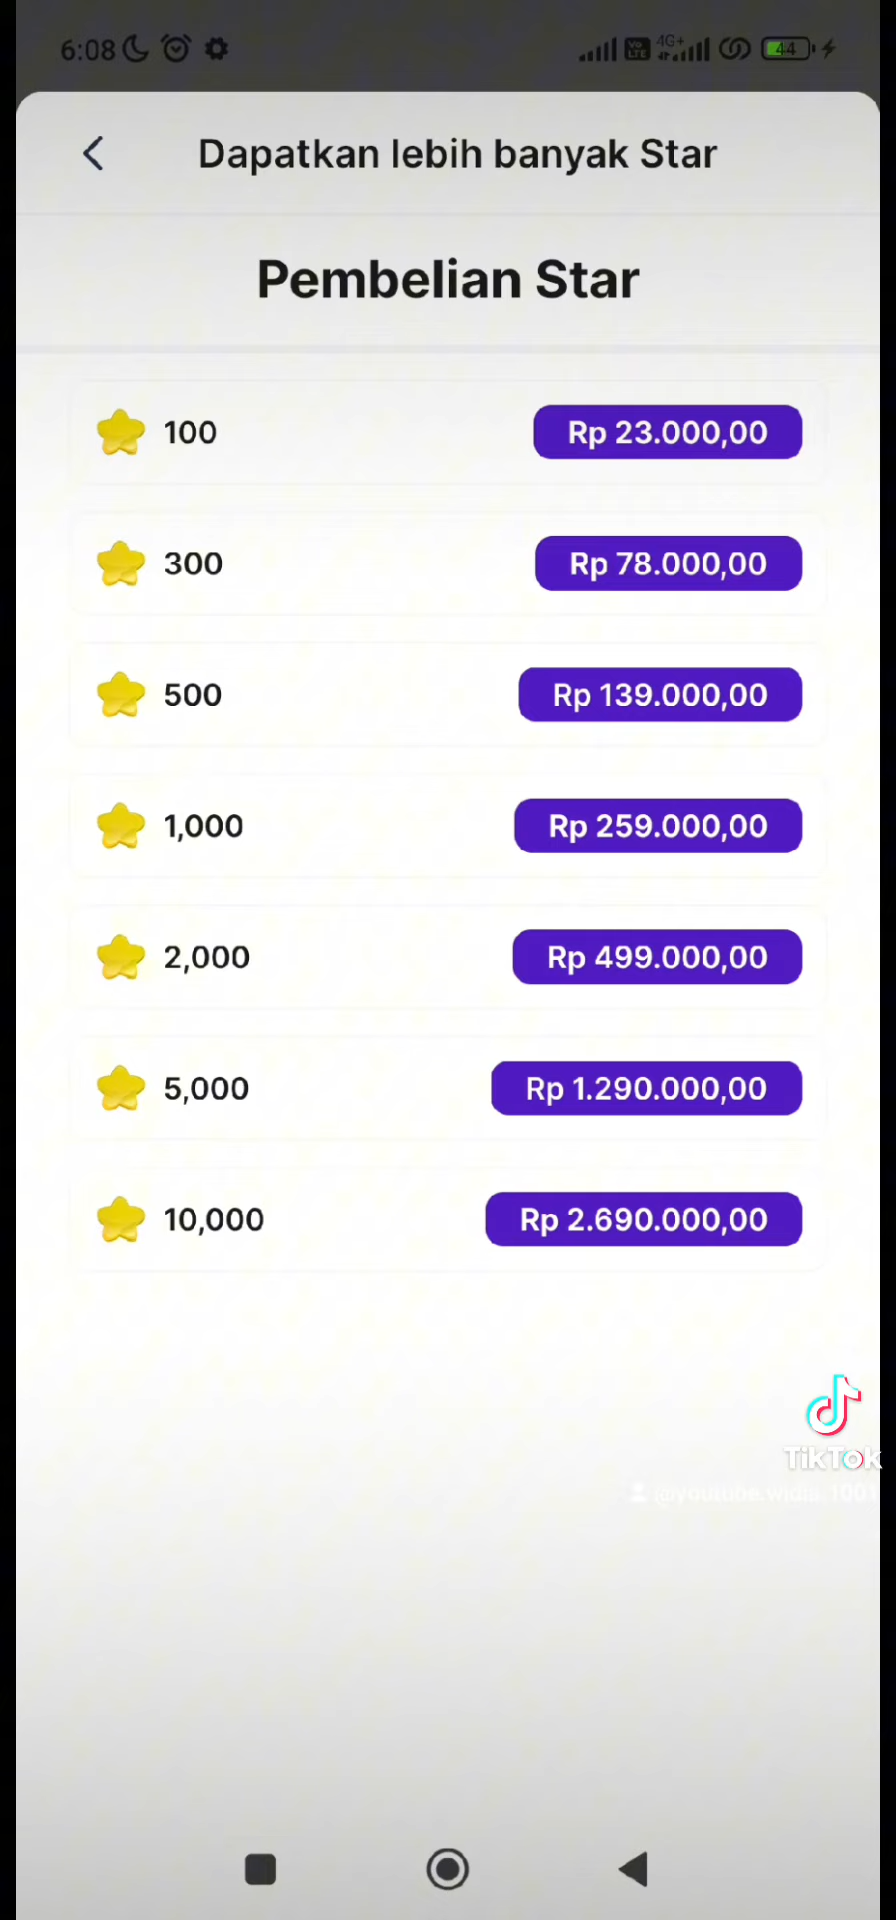 6:08
4G+
44
Dapatkan lebih banyak Star
Pembelian Star
100 Rp 23.000,00
300 Rp 78.000,00
500 Rp 139.000,00
1,000 Rp 259.000,00
2,000 Rp 499.000,00
5,000 Rp 1.290.000,00
10,000 Rp 2.690.000,00
TikTok